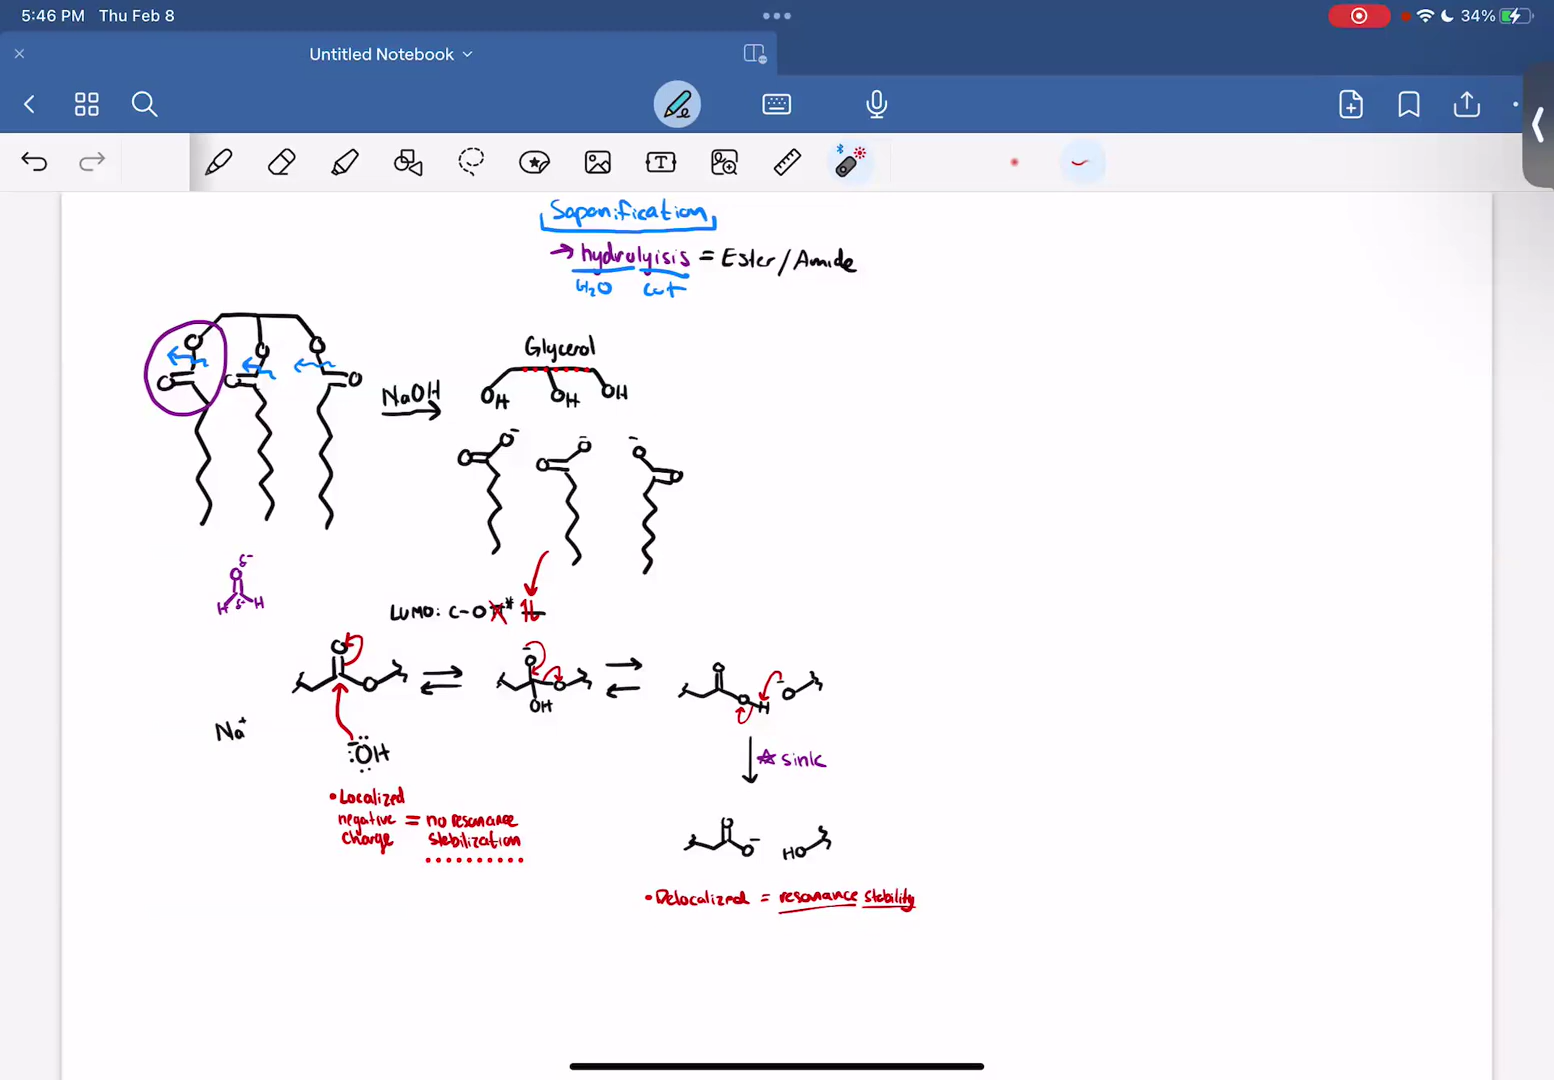 5:46 PM Thu Feb 8
34%
Untitled Notebook
Saponification
→ hydrolyisis = Ester/Amide
H₂O cut
O O O
O O O
NaOH
Glycerol
OH OH OH
O⁻ O⁻ ⁻O
O O O
δ⁻
O
H δ⁻ H
LUMO: C-O π*
O ⁻O O
O O O H ⁻O
OH
Na⁺
⁻:OH
☆ sink
• Localized
negative = no resonance
charge stabilization
O
O⁻ HO
• Delocalized = resonance stability